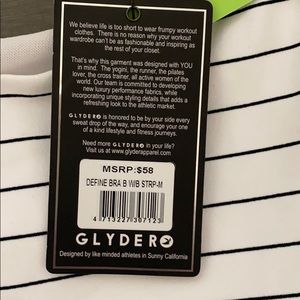 We believe life is too short to wear frumpy workout
clothes. There is no reason why your workout
wardrobe can't be as fashionable and inspiring as
the rest of your closet.
That's why this garment was designed with YOU
in mind. The yogini, the runner, the pilates
lover, the cross trainer, all active women of the
world. Our team is committed to developing
new luxury performance fabrics, while
incorporating unique styling details that adds a
refreshing look to the athletic market.
GLYDER is honored to be by your side every
sweat drop of the way, and encourage your one
of a kind lifestyle and fitness journeys.
Need more GLYDER in your life?
Visit us at www.glyderapparel.com
MSRP:$58
DEFINE BRA B W/B STRP-M
4 713227 307123
GLYDER
Designed by like minded athletes in Sunny California